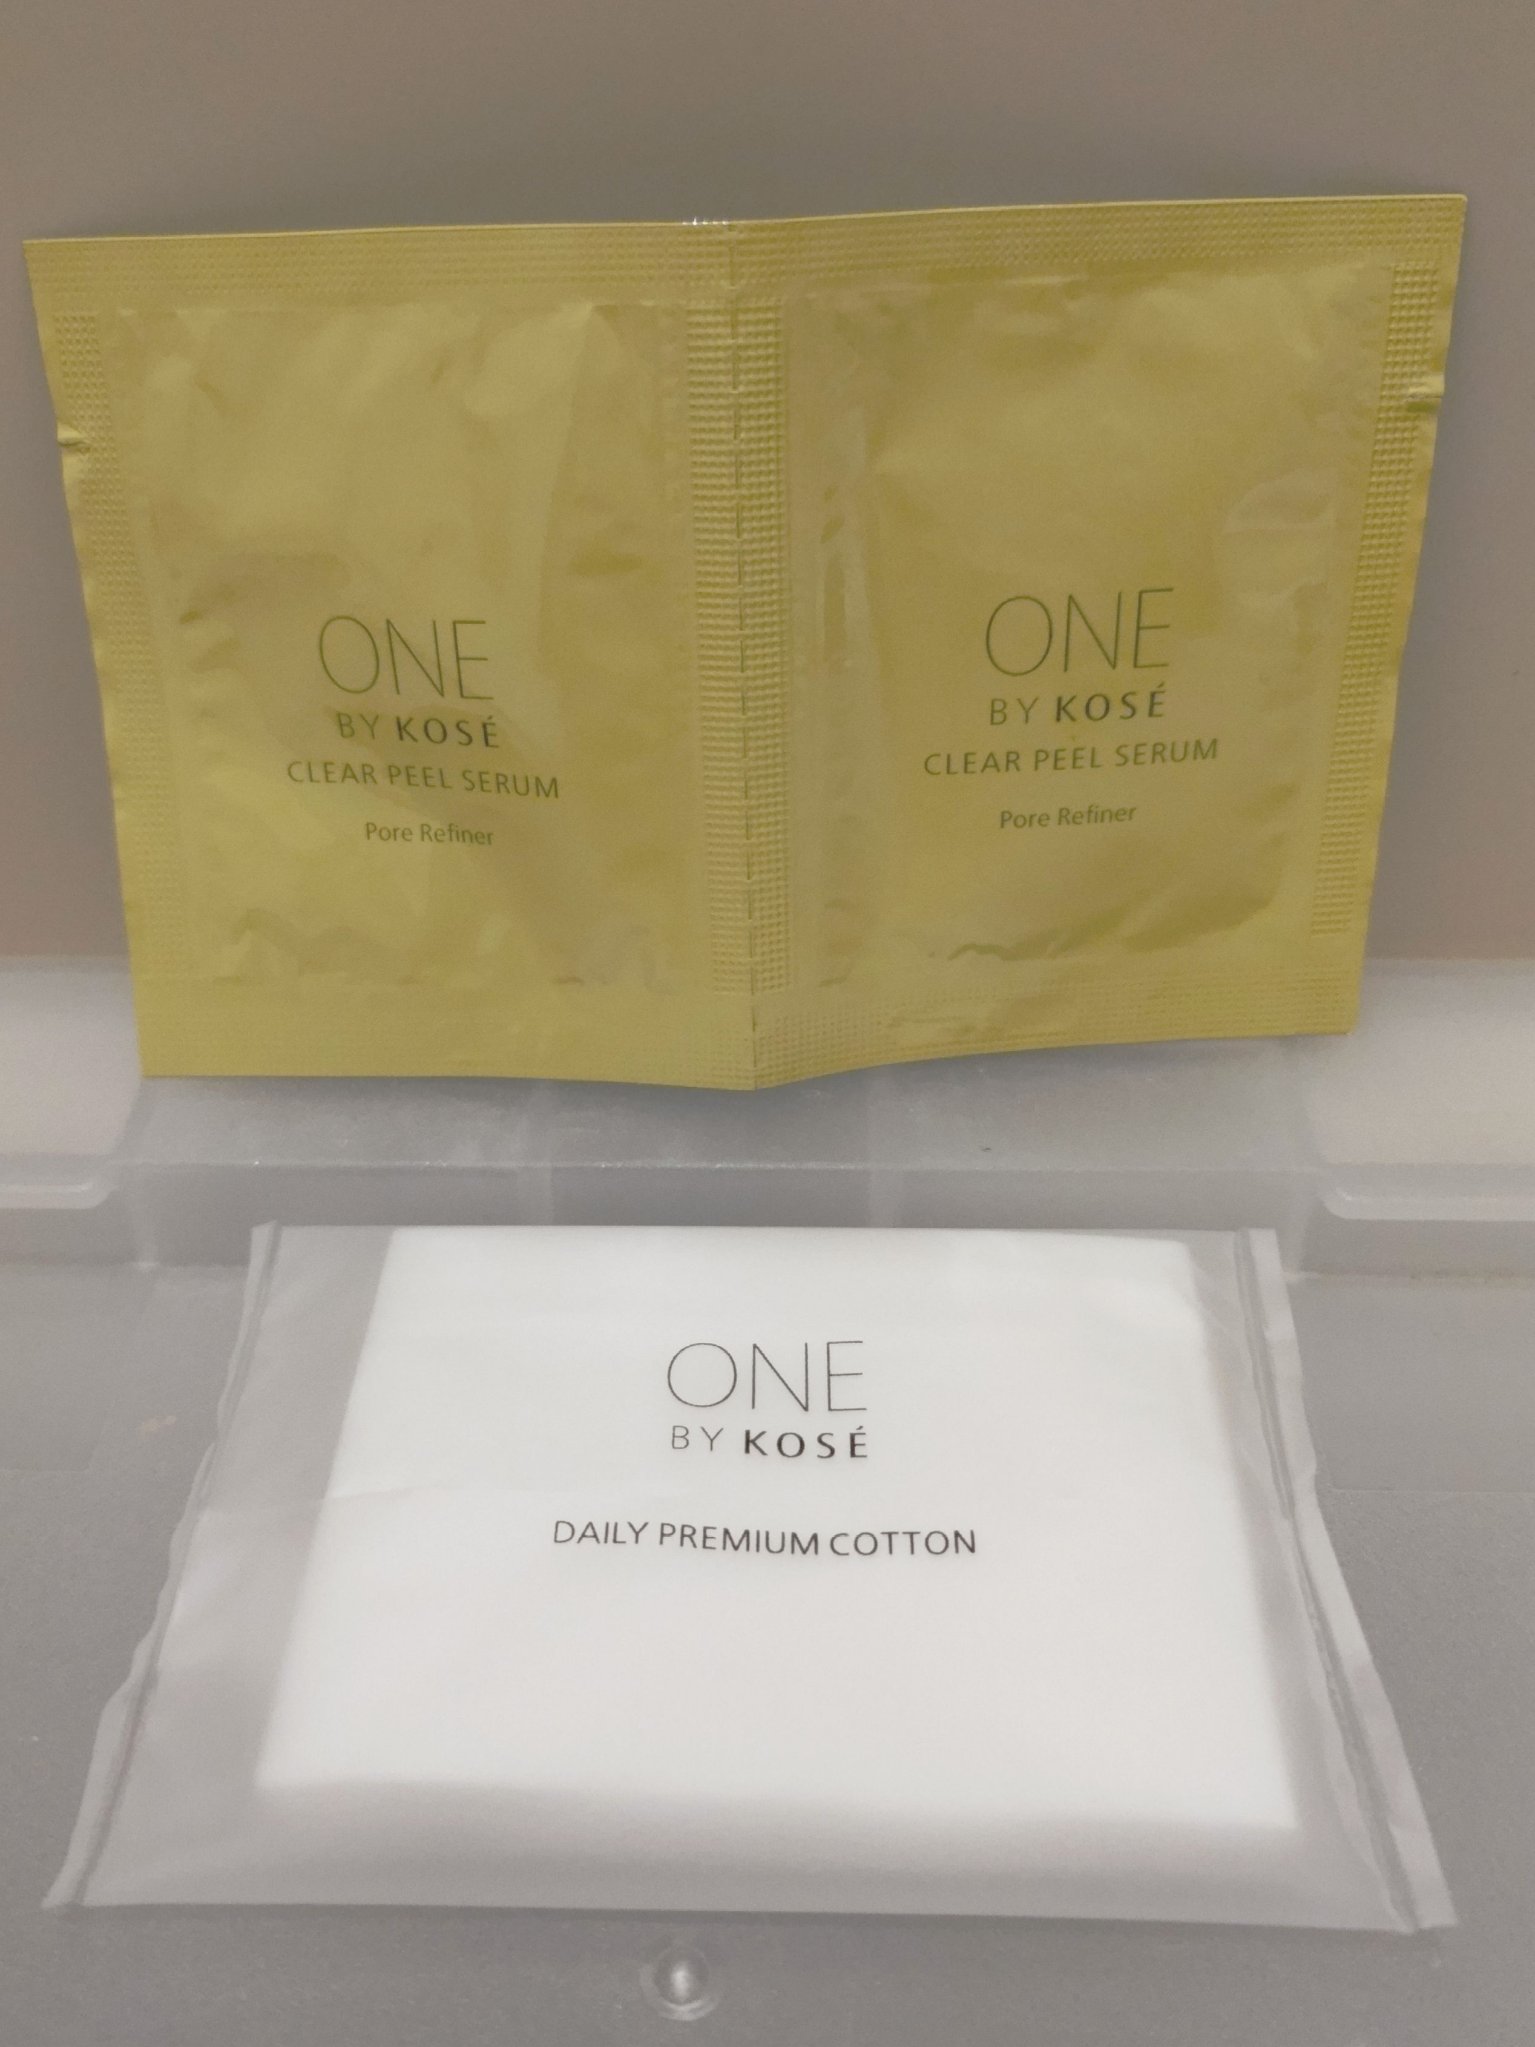 ONE
BY KOSÉ
CLEAR PEEL SERUM
Pore Refiner
ONE
BY KOSÉ
CLEAR PEEL SERUM
Pore Refiner
ONE
BY KOSÉ
DAILY PREMIUM COTTON